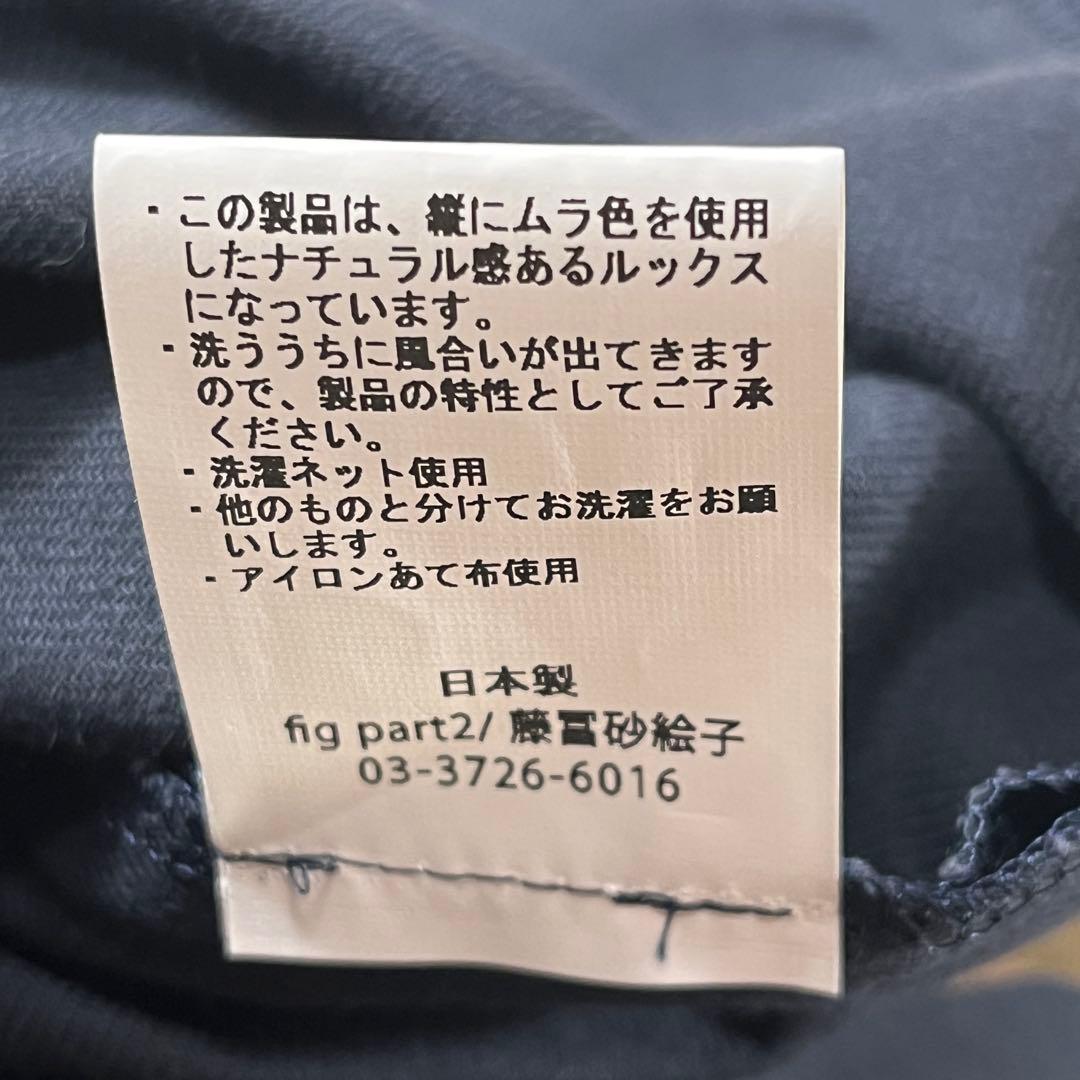 ・この製品は、縦にムラ色を使用
したナチュラル感あるルックス
になっています。
・洗ううちに風合いが出てきます
ので、製品の特性としてご了承
ください。
・洗濯ネット使用
・他のものと分けてお洗濯をお願
いします。
・アイロンあて布使用
日本製
fig part2/ 藤冨砂絵子
03-3726-6016